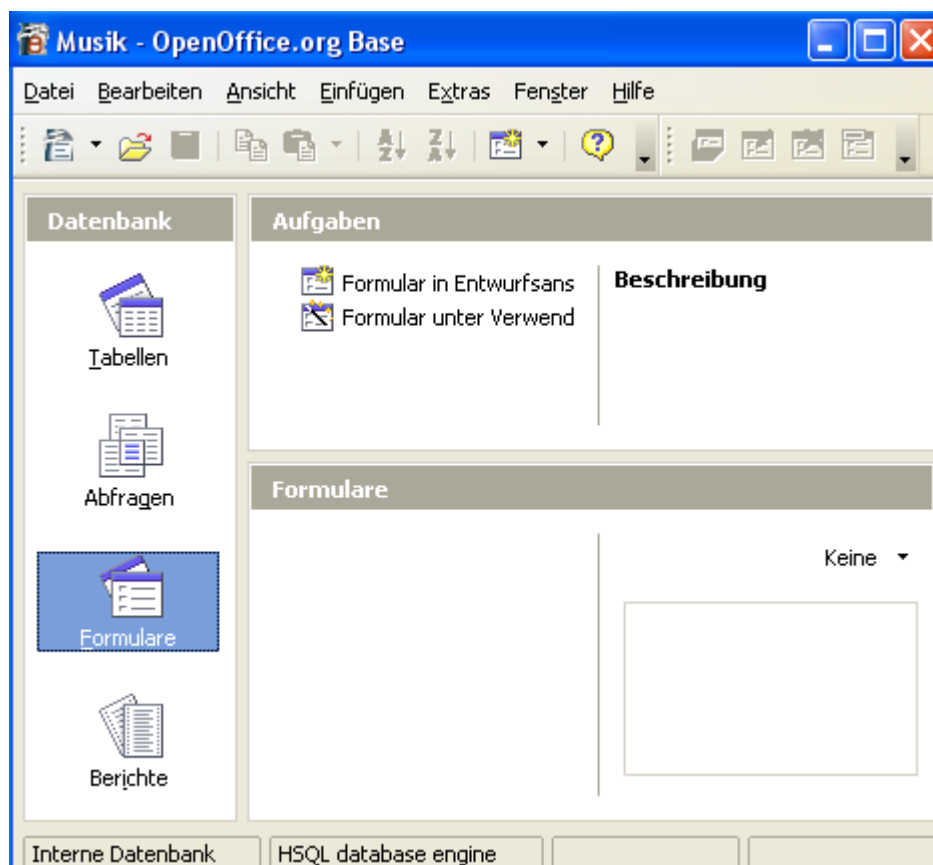 Musik - OpenOffice.org Base
Datei Bearbeiten Ansicht Einfügen Extras Fenster Hilfe
Datenbank
Tabellen
Abfragen
Formulare
Berichte
Aufgaben
Formular in Entwurfsans
Formular unter Verwend
Beschreibung
Formulare
Keine
Interne Datenbank
HSQL database engine